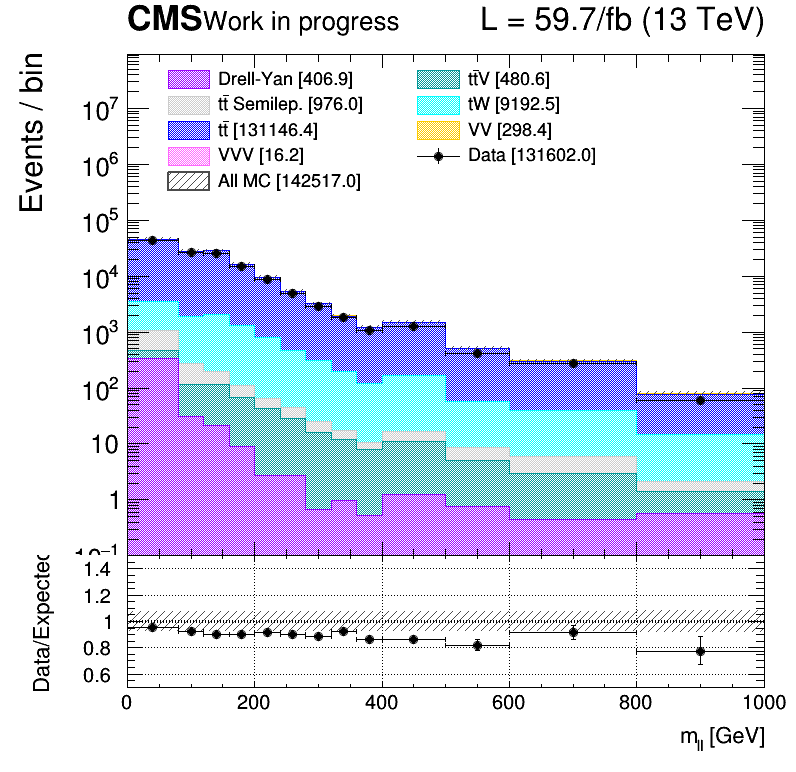 CMS Work in progress L = 59.7/fb (13 TeV)
Events / bin
Drell-Yan [406.9] tt̄V [480.6]
tt̄ Semilep. [976.0] tW [9192.5]
tt̄ [131146.4] VV [298.4]
VVV [16.2] Data [131602.0]
All MC [142517.0]
10⁷
10⁶
10⁵
10⁴
10³
10²
10
1
10⁻¹
Data/Expected
1.4
1.2
1
0.8
0.6
0 200 400 600 800 1000
m_ll [GeV]